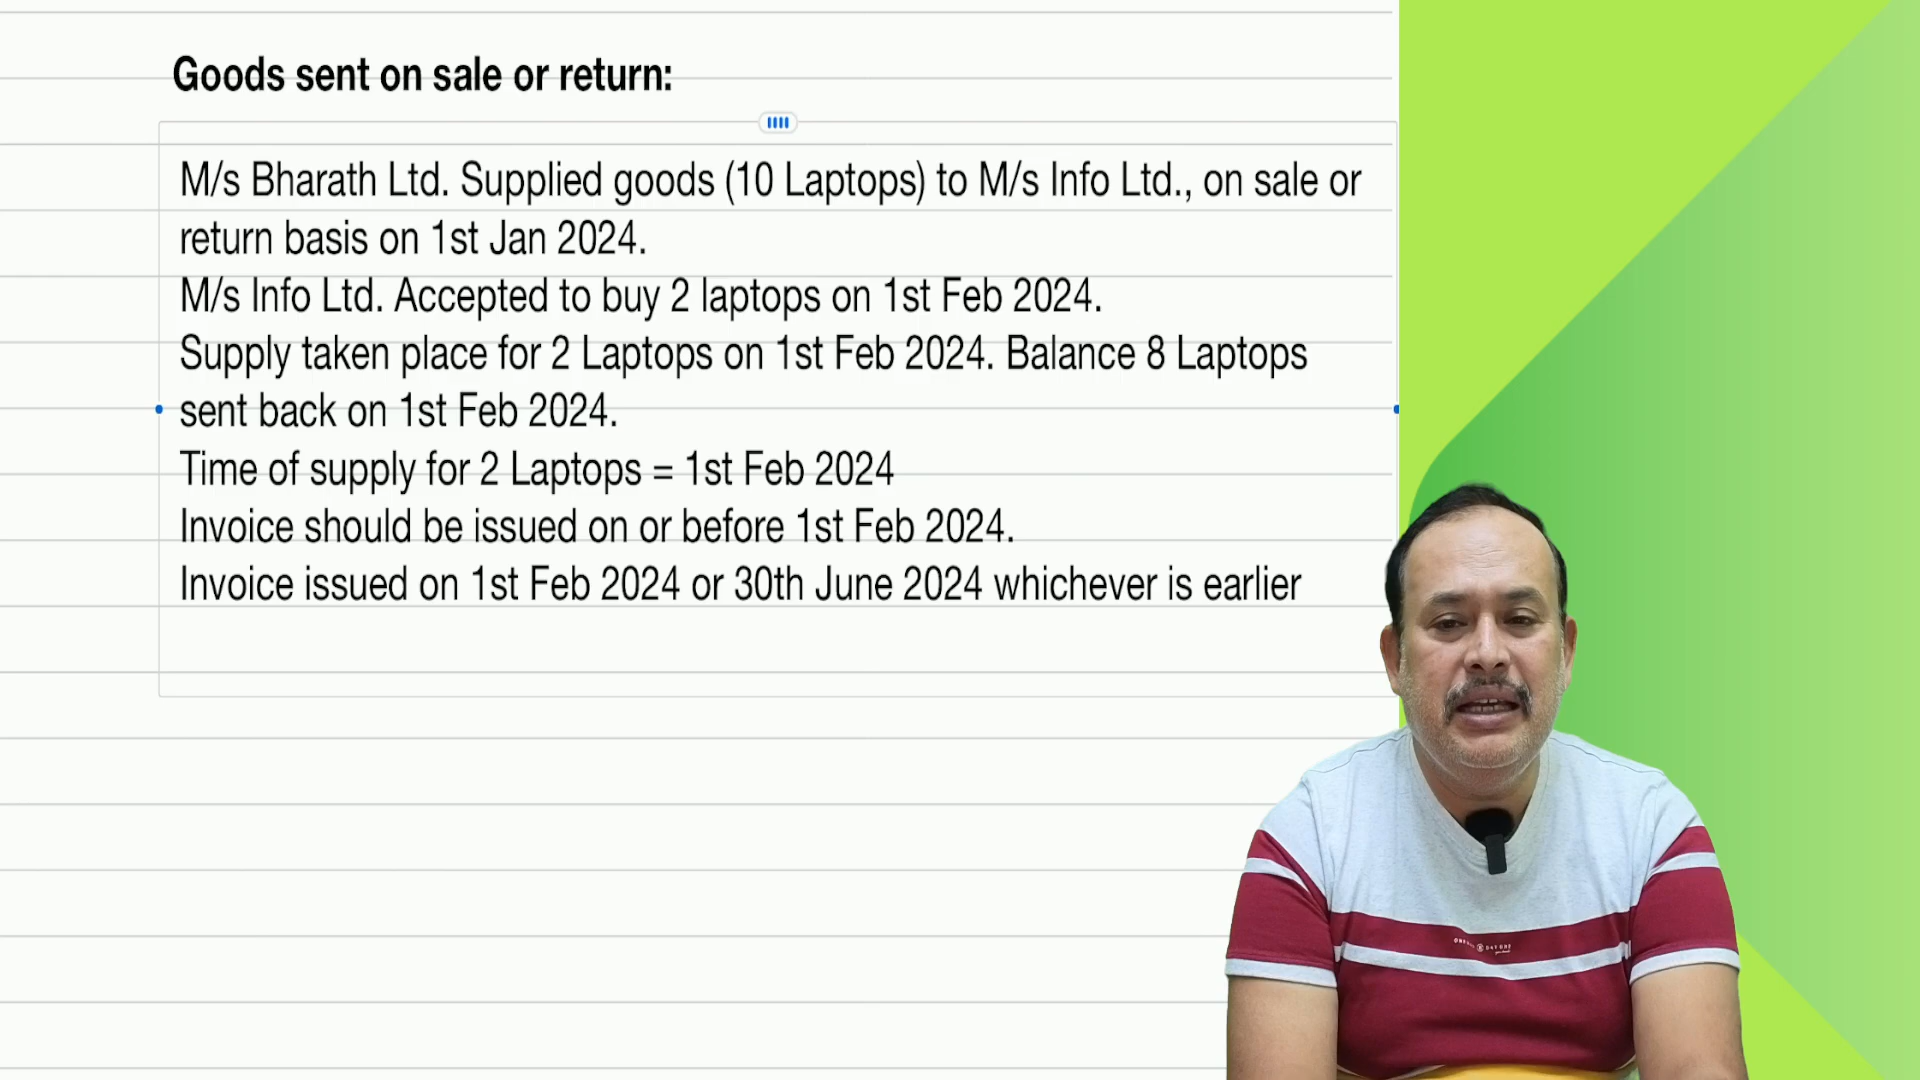 Goods sent on sale or return:
M/s Bharath Ltd. Supplied goods (10 Laptops) to M/s Info Ltd., on sale or
return basis on 1st Jan 2024.
M/s Info Ltd. Accepted to buy 2 laptops on 1st Feb 2024.
Supply taken place for 2 Laptops on 1st Feb 2024. Balance 8 Laptops
sent back on 1st Feb 2024.
Time of supply for 2 Laptops = 1st Feb 2024
Invoice should be issued on or before 1st Feb 2024.
Invoice issued on 1st Feb 2024 or 30th June 2024 whichever is earlier